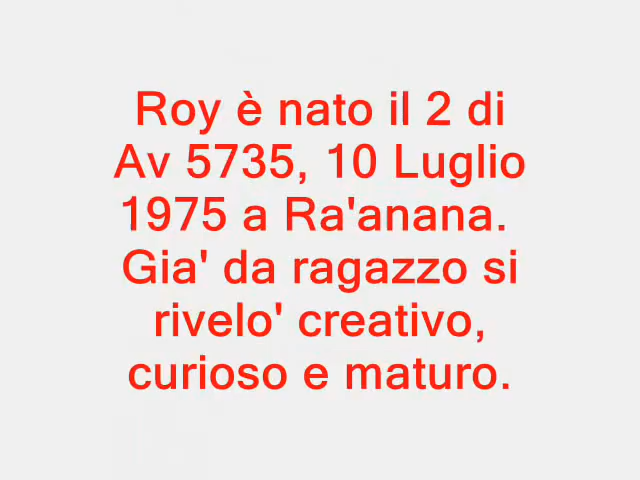 Roy è nato il 2 di
Av 5735, 10 Luglio
1975 a Ra'anana.
Gia' da ragazzo si
rivelo' creativo,
curioso e maturo.